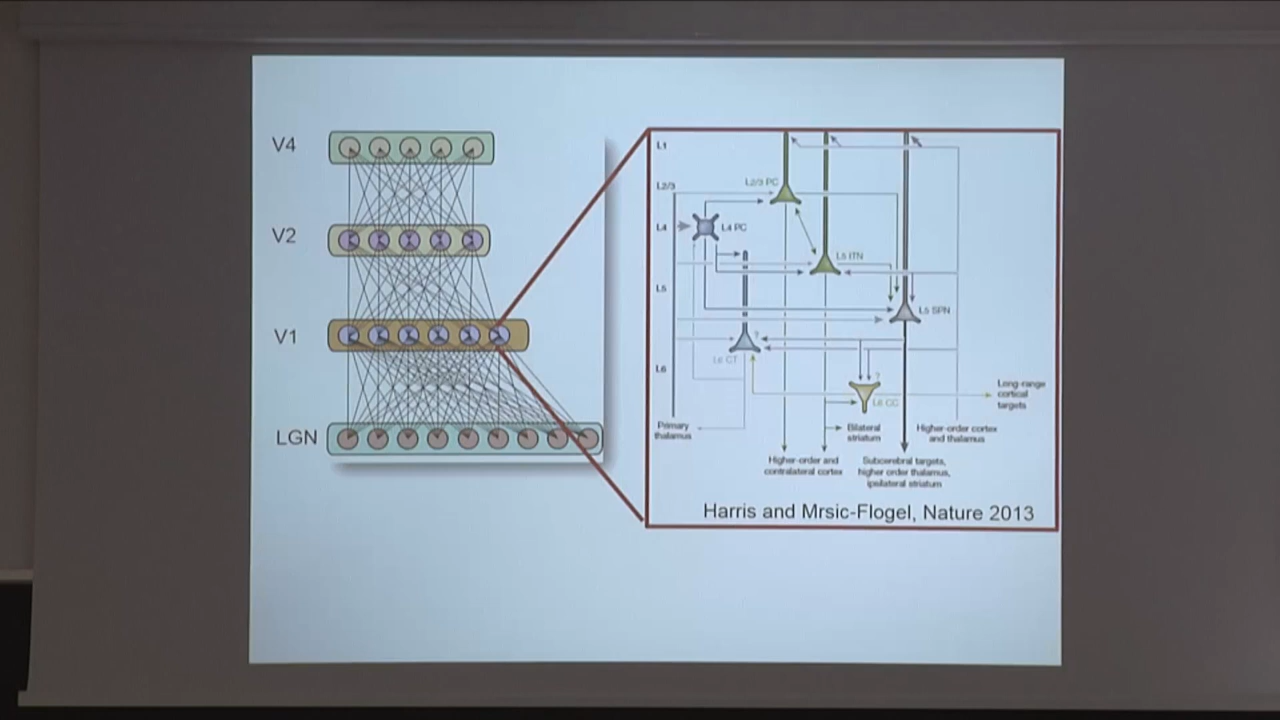 V4
V2
V1
LGN
L1
L2/3
L4
L5
L6
L2/3 PC
L4 PC
L5 ITN
L5 SPN
?
L6 CT
?
L6 CC
Primary
thalamus
Bilateral
striatum
Higher-order cortex
and thalamus
Long-range
cortical
targets
Higher-order and
contralateral cortex
Subcerebral targets,
higher order thalamus,
ipsilateral striatum
Harris and Mrsic-Flogel, Nature 2013